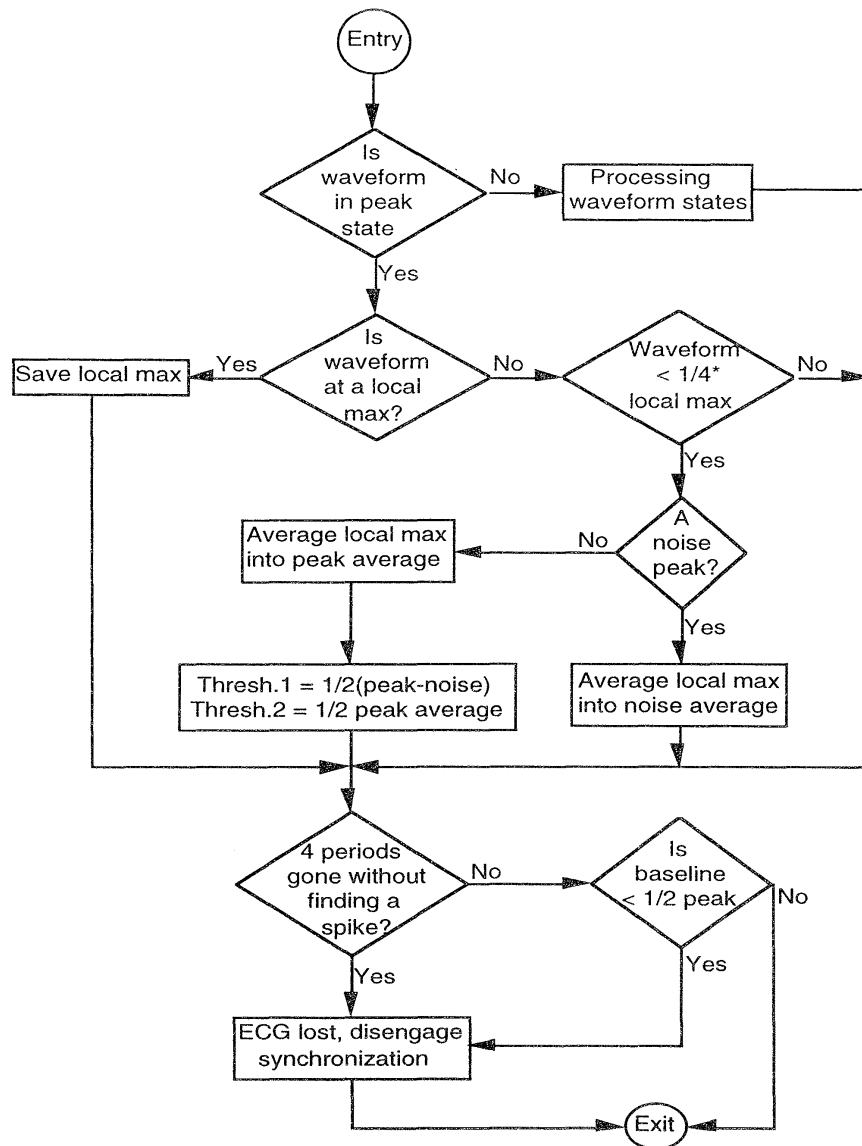 Entry
Is
waveform
in peak
state
No
Processing
waveform states
Yes
Is
waveform
at a local
max?
Yes
Save local max
No
Waveform
< 1/4*
local max
No
Yes
A
noise
peak?
No
Average local max
into peak average
Yes
Thresh.1 = 1/2(peak-noise)
Thresh.2 = 1/2 peak average
Average local max
into noise average
4 periods
gone without
finding a
spike?
No
Is
baseline
< 1/2 peak
No
Yes
Yes
ECG lost, disengage
synchronization
Exit